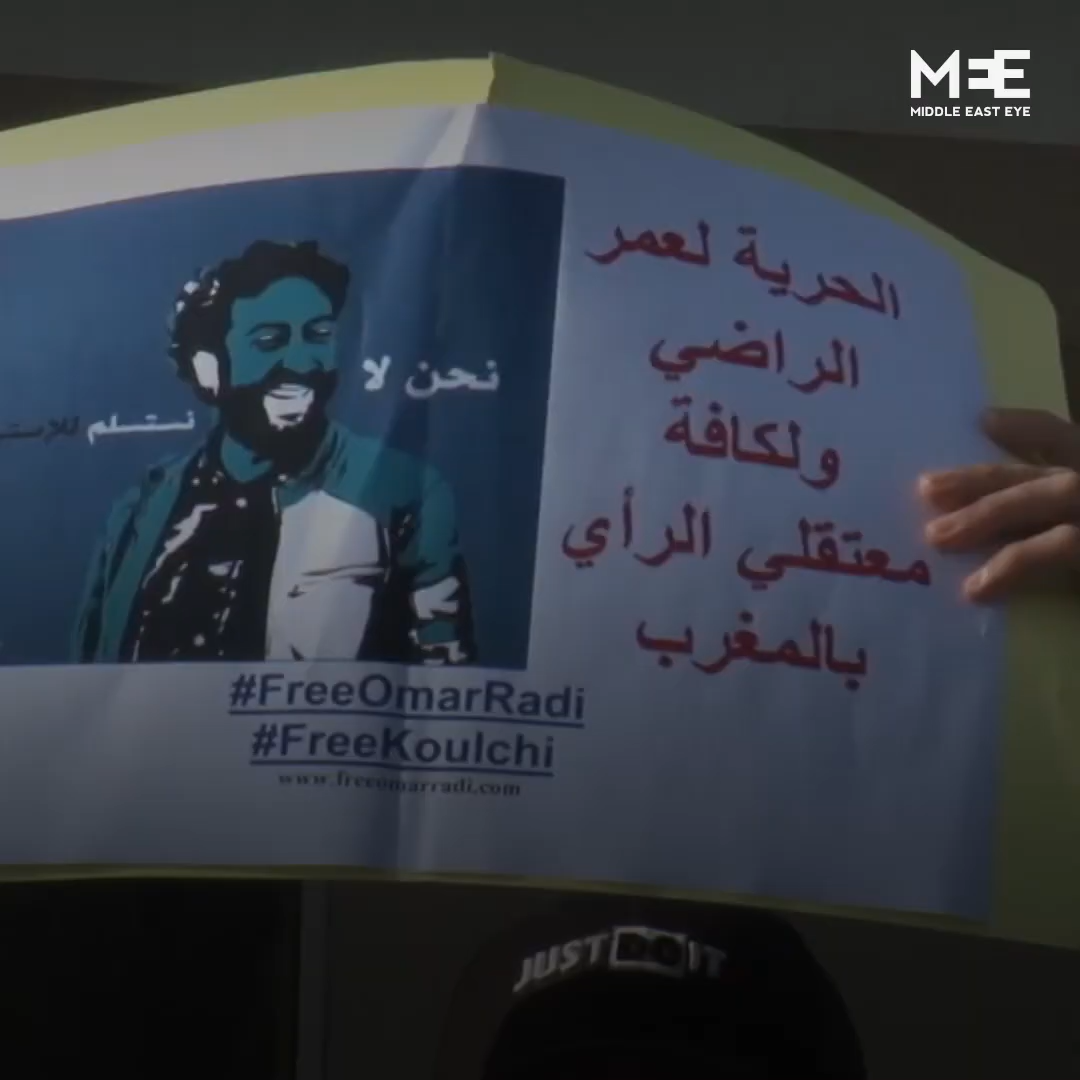 MEE
MIDDLE EAST EYE
الحرية لعمر
الراضي
ولكافة
معتقلي الرأي
بالمغرب
نحن لا
نستلم
#FreeOmarRadi
#FreeKoulchi
www.freeomarradi.com
JUST DO IT